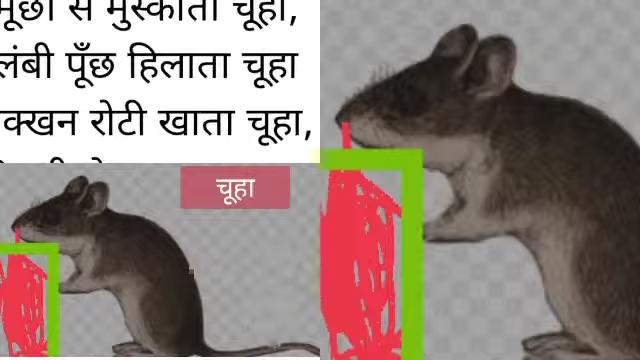 से मुस्काता चूहा,
लंबी पूँछ हिलाता चूहा
क्खन रोटी खाता चूहा,
चूहा